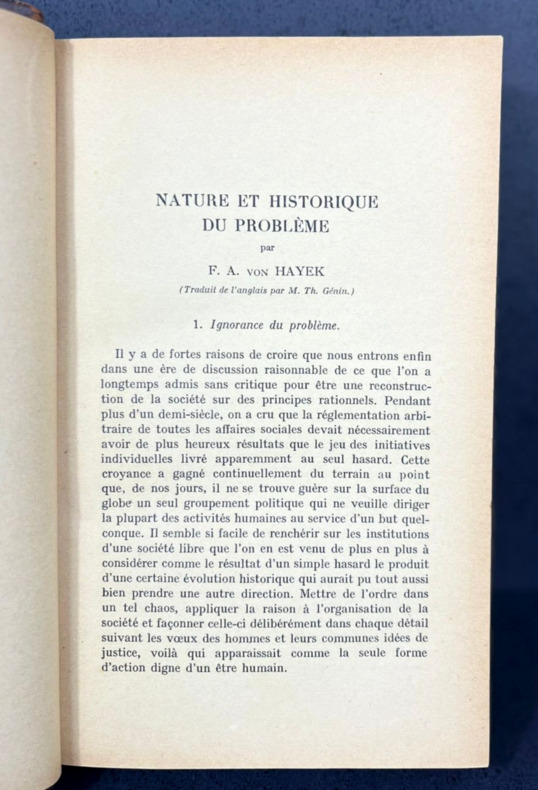 NATURE ET HISTORIQUE
DU PROBLÈME
par
F. A. VON HAYEK
(Traduit de l'anglais par M. Th. Génin.)
1. Ignorance du problème.
Il y a de fortes raisons de croire que nous entrons enfin
dans une ère de discussion raisonnable de ce que l'on a
longtemps admis sans critique pour être une reconstruc-
tion de la société sur des principes rationnels. Pendant
plus d'un demi-siècle, on a cru que la réglementation arbi-
traire de toutes les affaires sociales devait nécessairement
avoir de plus heureux résultats que le jeu des initiatives
individuelles livré apparemment au seul hasard. Cette
croyance a gagné continuellement du terrain au point
que, de nos jours, il ne se trouve guère sur la surface du
globe un seul groupement politique qui ne veuille diriger
la plupart des activités humaines au service d'un but quel-
conque. Il semble si facile de renchérir sur les institutions
d'une société libre que l'on en est venu de plus en plus à
considérer comme le résultat d'un simple hasard le produit
d'une certaine évolution historique qui aurait pu tout aussi
bien prendre une autre direction. Mettre de l'ordre dans
un tel chaos, appliquer la raison à l'organisation de la
société et façonner celle-ci délibérément dans chaque détail
suivant les vœux des hommes et leurs communes idées de
justice, voilà qui apparaissait comme la seule forme
d'action digne d'un être humain.